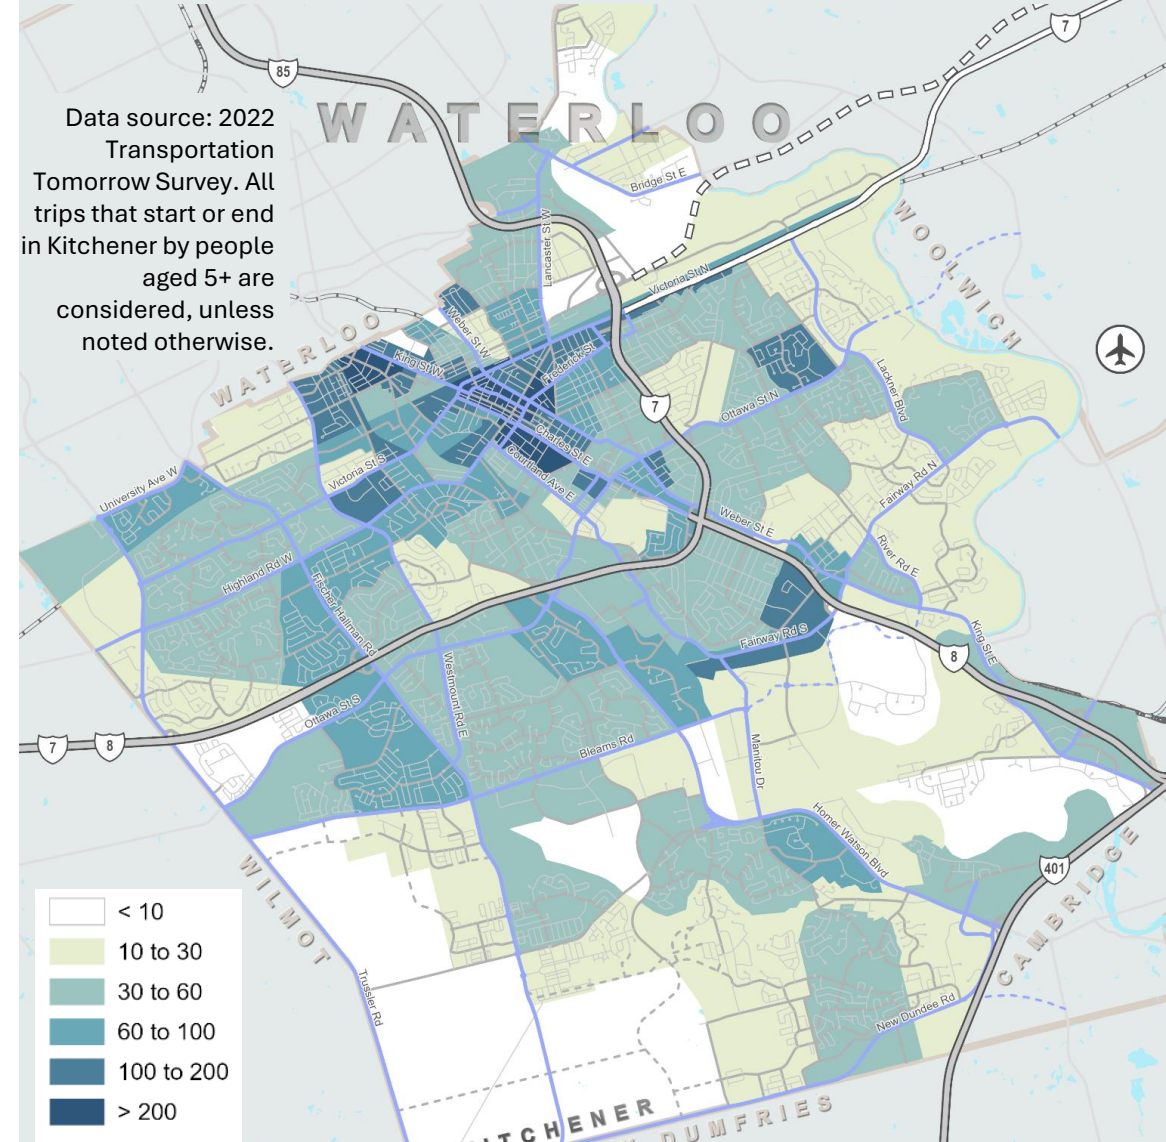 7
85
WATERLOO
Data source: 2022
Transportation
Tomorrow Survey. All
trips that start or end
in Kitchener by people
aged 5+ are
considered, unless
noted otherwise.
Bridge St E
Lancaster St W
WOOLWICH
Victoria St N
WATERLOO
Weber St W
King St W
Frederick St
7
Lackner Blvd
Ottawa St N
Charles St E
Courtland Ave E
University Ave W
Victoria St S
Fairway Rd N
Weber St E
River Rd E
Highland Rd W
Fischer Hallman Rd
Fairway Rd S
King St E
8
Westmount Rd E
Ottawa St S
7
8
Bleams Rd
Manitou Dr
Homer Watson Blvd
WILMOT
401
CAMBRIDGE
< 10
10 to 30
30 to 60
60 to 100
100 to 200
> 200
Trussler Rd
New Dundee Rd
ITCHENER
DUMFRIES